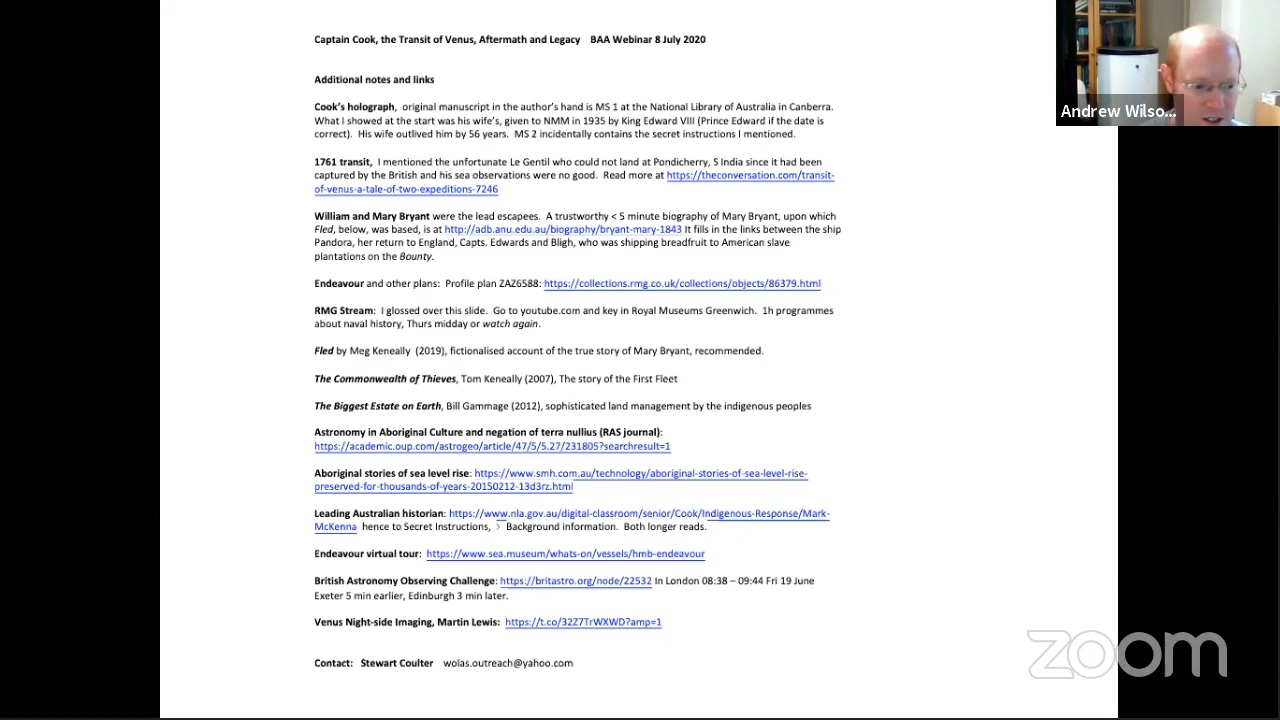 Captain Cook, the Transit of Venus, Aftermath and Legacy BAA Webinar 8 July 2020
Additional notes and links
Cook's holograph, original manuscript in the author's hand is MS 1 at the National Library of Australia in Canberra.
What I showed at the start was his wife's, given to NMM in 1935 by King Edward VIII (Prince Edward if the date is
correct). His wife outlived him by 56 years. MS 2 incidentally contains the secret instructions I mentioned.
1761 transit, I mentioned the unfortunate Le Gentil who could not land at Pondicherry, S India since it had been
captured by the British and his sea observations were no good. Read more at https://theconversation.com/transit-
of-venus-a-tale-of-two-expeditions-7246
William and Mary Bryant were the lead escapees. A trustworthy < 5 minute biography of Mary Bryant, upon which
Fled, below, was based, is at http://adb.anu.edu.au/biography/bryant-mary-1843 It fills in the links between the ship
Pandora, her return to England, Capts. Edwards and Bligh, who was shipping breadfruit to American slave
plantations on the Bounty.
Endeavour and other plans: Profile plan ZAZ6588: https://collections.rmg.co.uk/collections/objects/86379.html
RMG Stream: I glossed over this slide. Go to youtube.com and key in Royal Museums Greenwich. 1h programmes
about naval history, Thurs midday or watch again.
Fled by Meg Keneally (2019), fictionalised account of the true story of Mary Bryant, recommended.
The Commonwealth of Thieves, Tom Keneally (2007), The story of the First Fleet
The Biggest Estate on Earth, Bill Gammage (2012), sophisticated land management by the indigenous peoples
Astronomy in Aboriginal Culture and negation of terra nullius (RAS journal):
https://academic.oup.com/astrogeo/article/47/5/5.27/231805?searchresult=1
Aboriginal stories of sea level rise: https://www.smh.com.au/technology/aboriginal-stories-of-sea-level-rise-
preserved-for-thousands-of-years-20150212-13d3rz.html
Leading Australian historian: https://www.nla.gov.au/digital-classroom/senior/Cook/Indigenous-Response/Mark-
McKenna hence to Secret Instructions, > Background information. Both longer reads.
Endeavour virtual tour: https://www.sea.museum/whats-on/vessels/hmb-endeavour
British Astronomy Observing Challenge: https://britastro.org/node/22532 In London 08:38 – 09:44 Fri 19 June
Exeter 5 min earlier, Edinburgh 3 min later.
Venus Night-side Imaging, Martin Lewis: https://t.co/32Z7TrWXWD?amp=1
Contact: Stewart Coulter wolas.outreach@yahoo.com
Andrew Wilso...
zoom